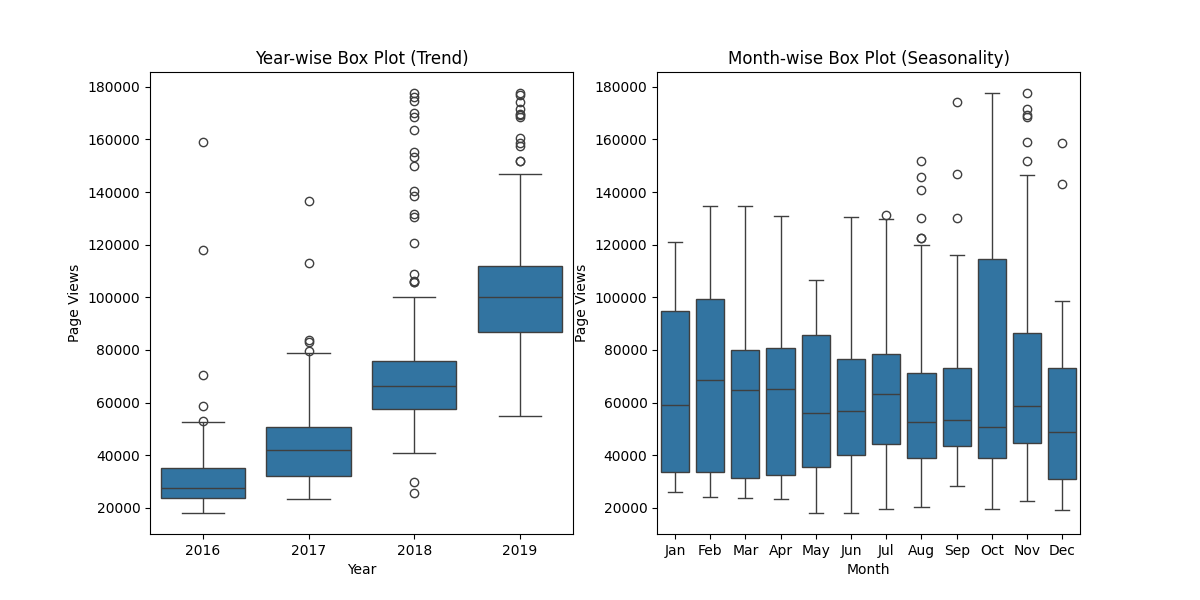 Year-wise Box Plot (Trend)
Page Views
180000
160000
140000
120000
100000
80000
60000
40000
20000
2016 2017 2018 2019
Year
Month-wise Box Plot (Seasonality)
Page Views
180000
160000
140000
120000
100000
80000
60000
40000
20000
Jan Feb Mar Apr May Jun Jul Aug Sep Oct Nov Dec
Month